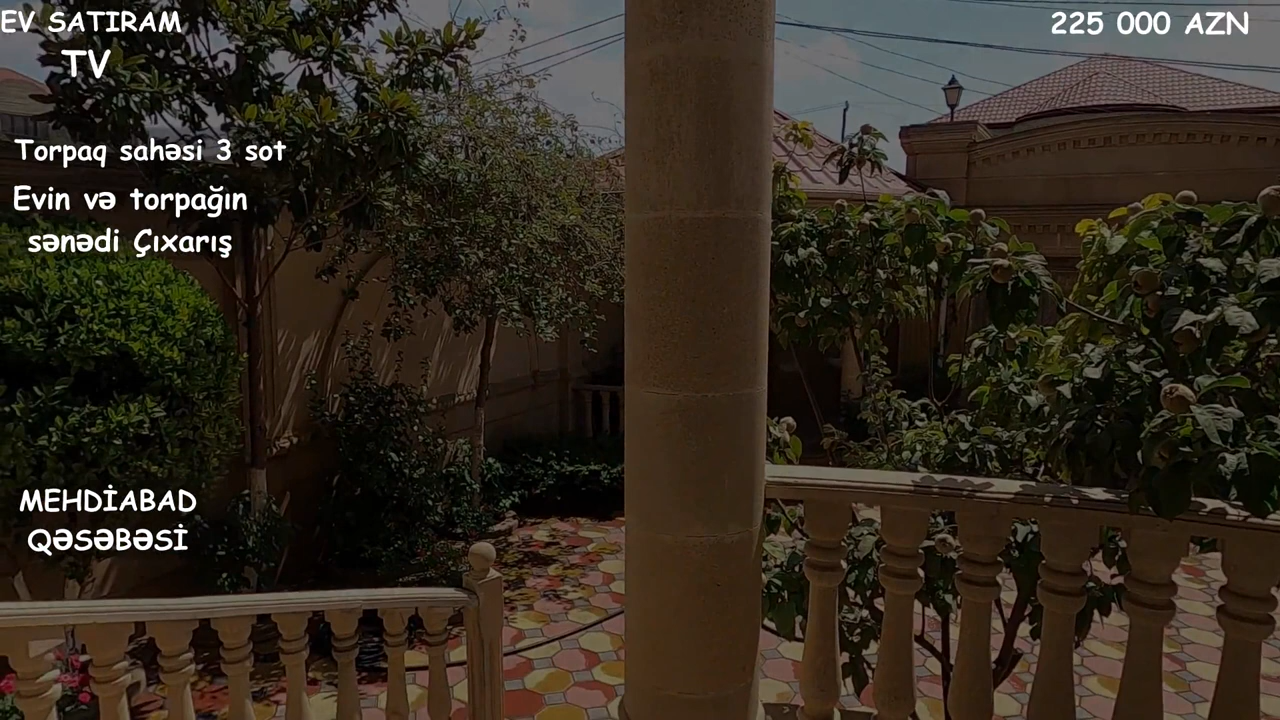 EV SATIRAM
TV
225 000 AZN
Torpaq sahəsi 3 sot
Evin və torpağın
sənədi Çıxarış
MEHDİABAD
QƏSƏBƏSİ